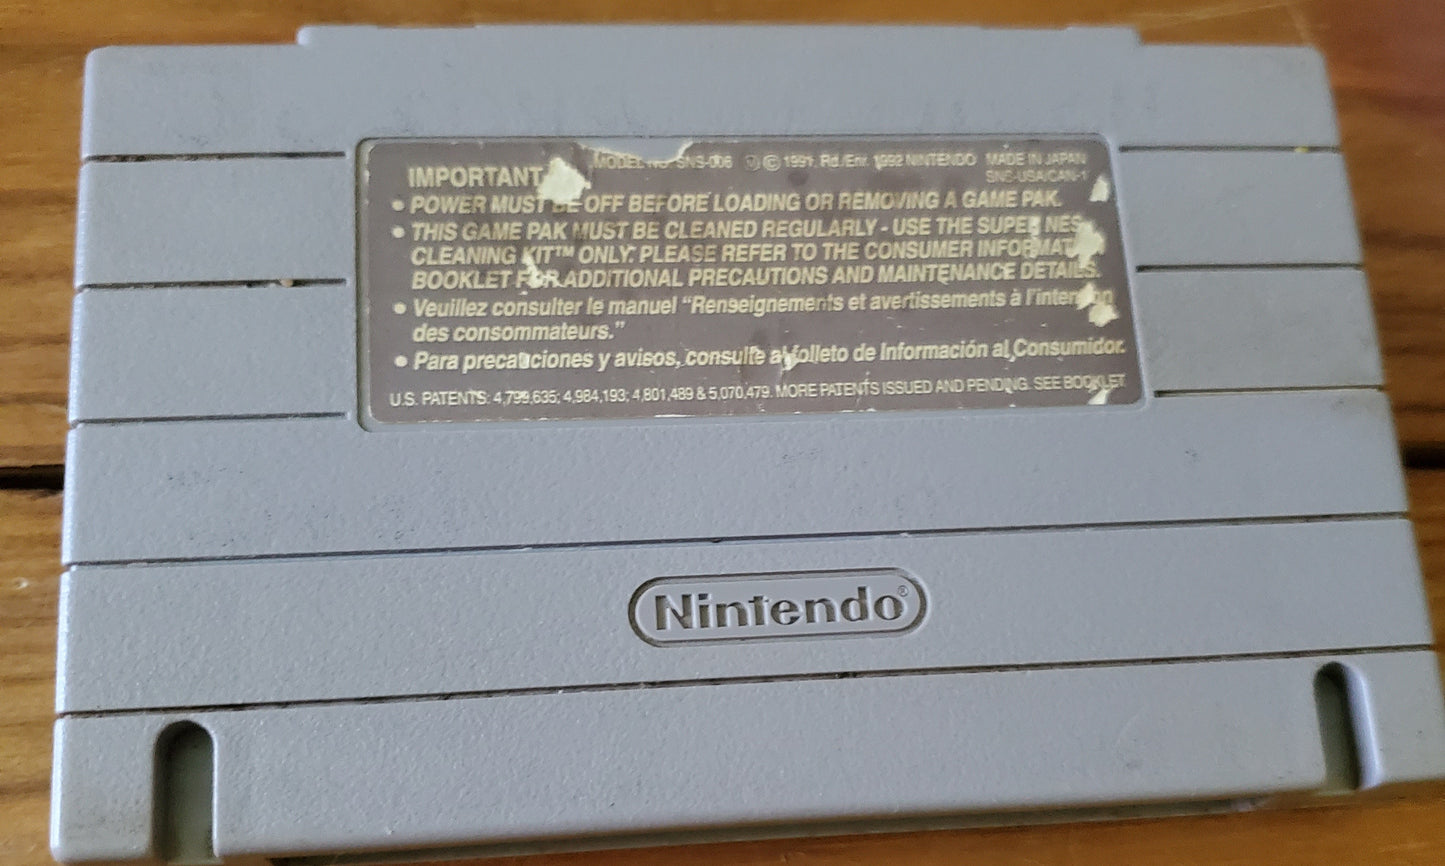 IMPORTANT MODEL NO SNS-006 Ⓜ © 1991, Rd./Enr. 1992 NINTENDO MADE IN JAPAN
SNS-USA/CAN-1
• POWER MUST BE OFF BEFORE LOADING OR REMOVING A GAME PAK.
• THIS GAME PAK MUST BE CLEANED REGULARLY - USE THE SUPER NES
CLEANING KIT™ ONLY. PLEASE REFER TO THE CONSUMER INFORMAT
BOOKLET FOR ADDITIONAL PRECAUTIONS AND MAINTENANCE DETAILS.
• Veuillez consulter le manuel “Renseignements et avertissements à l'intention
des consommateurs.”
• Para precauciones y avisos, consulte al folleto de Información al Consumidor.
U.S. PATENTS: 4,799,635; 4,984,193; 4,801,489 & 5,070,479. MORE PATENTS ISSUED AND PENDING. SEE BOOKLET
Nintendo®